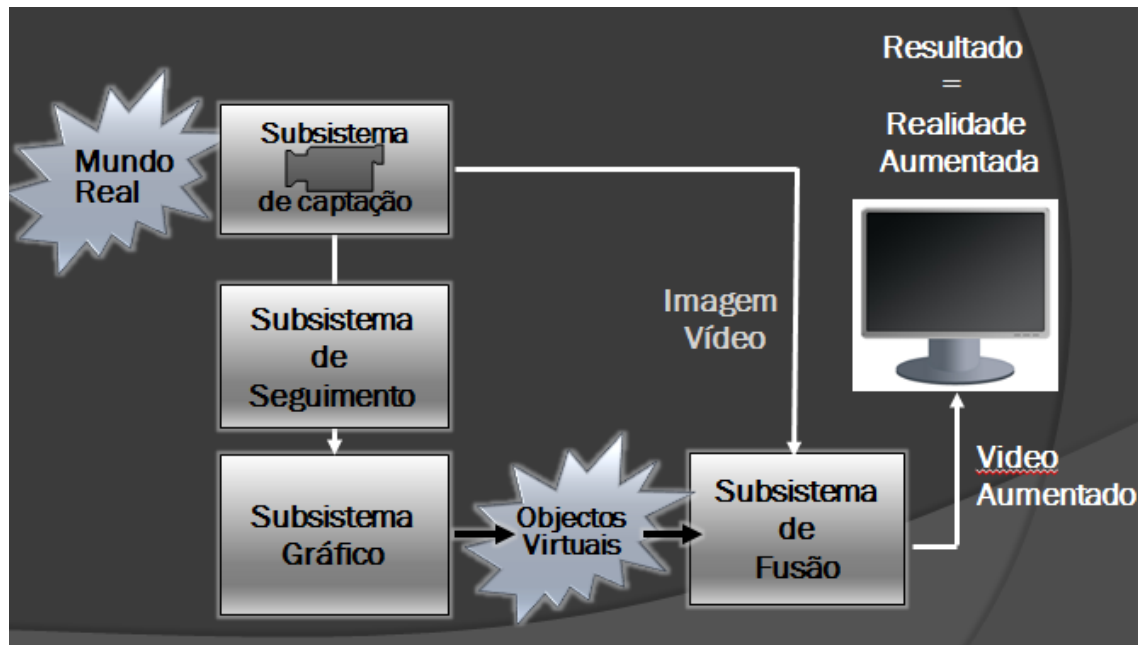 Mundo
Real
Subsistema
de captação
Subsistema
de
Seguimento
Subsistema
Gráfico
Objectos
Virtuais
Imagem
Vídeo
Subsistema
de
Fusão
Video
Aumentado
Resultado
=
Realidade
Aumentada